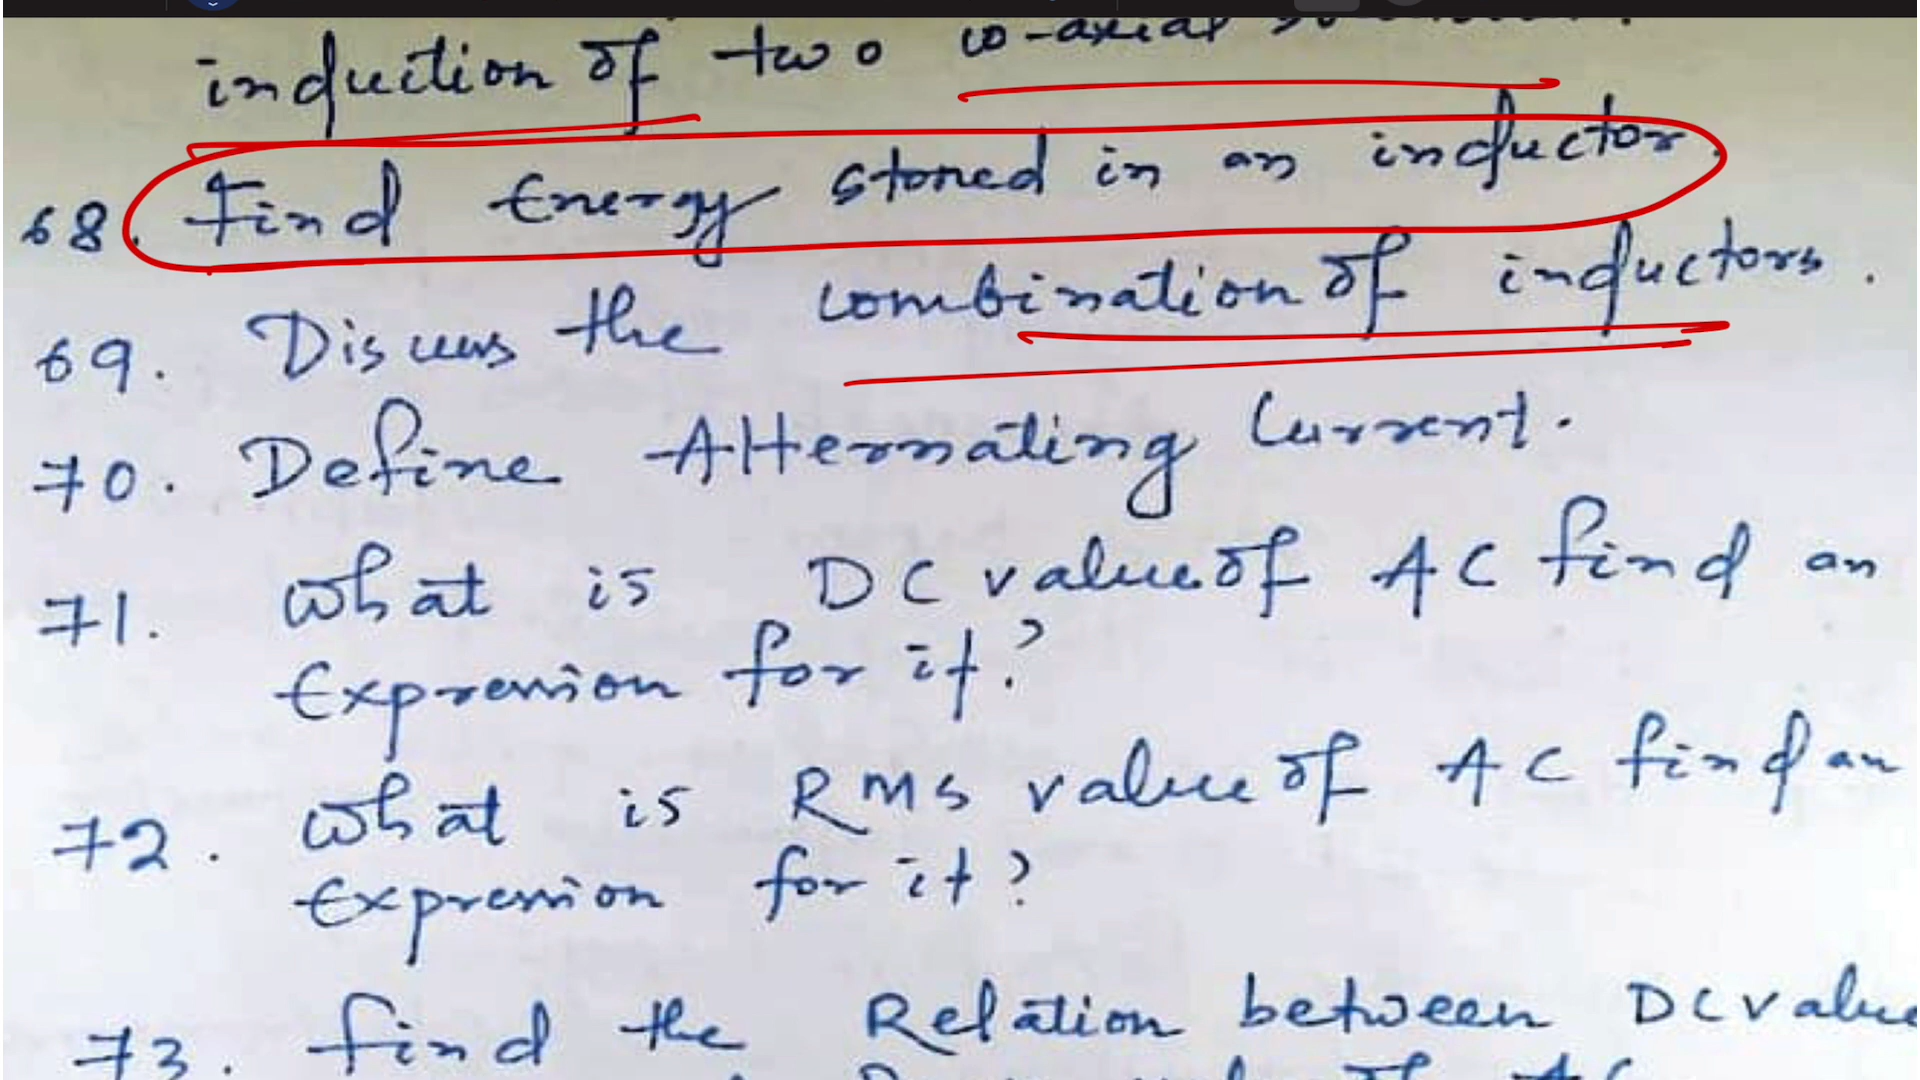 induction of two co-axial
68. Find Energy stored in an inductor.
69. Discuss the combination of inductors.
70. Define Alternating Current.
71. What is DC value of AC find an
Expression for it?
72. What is RMS value of AC find an
Expression for it?
73. find the Relation between DC value